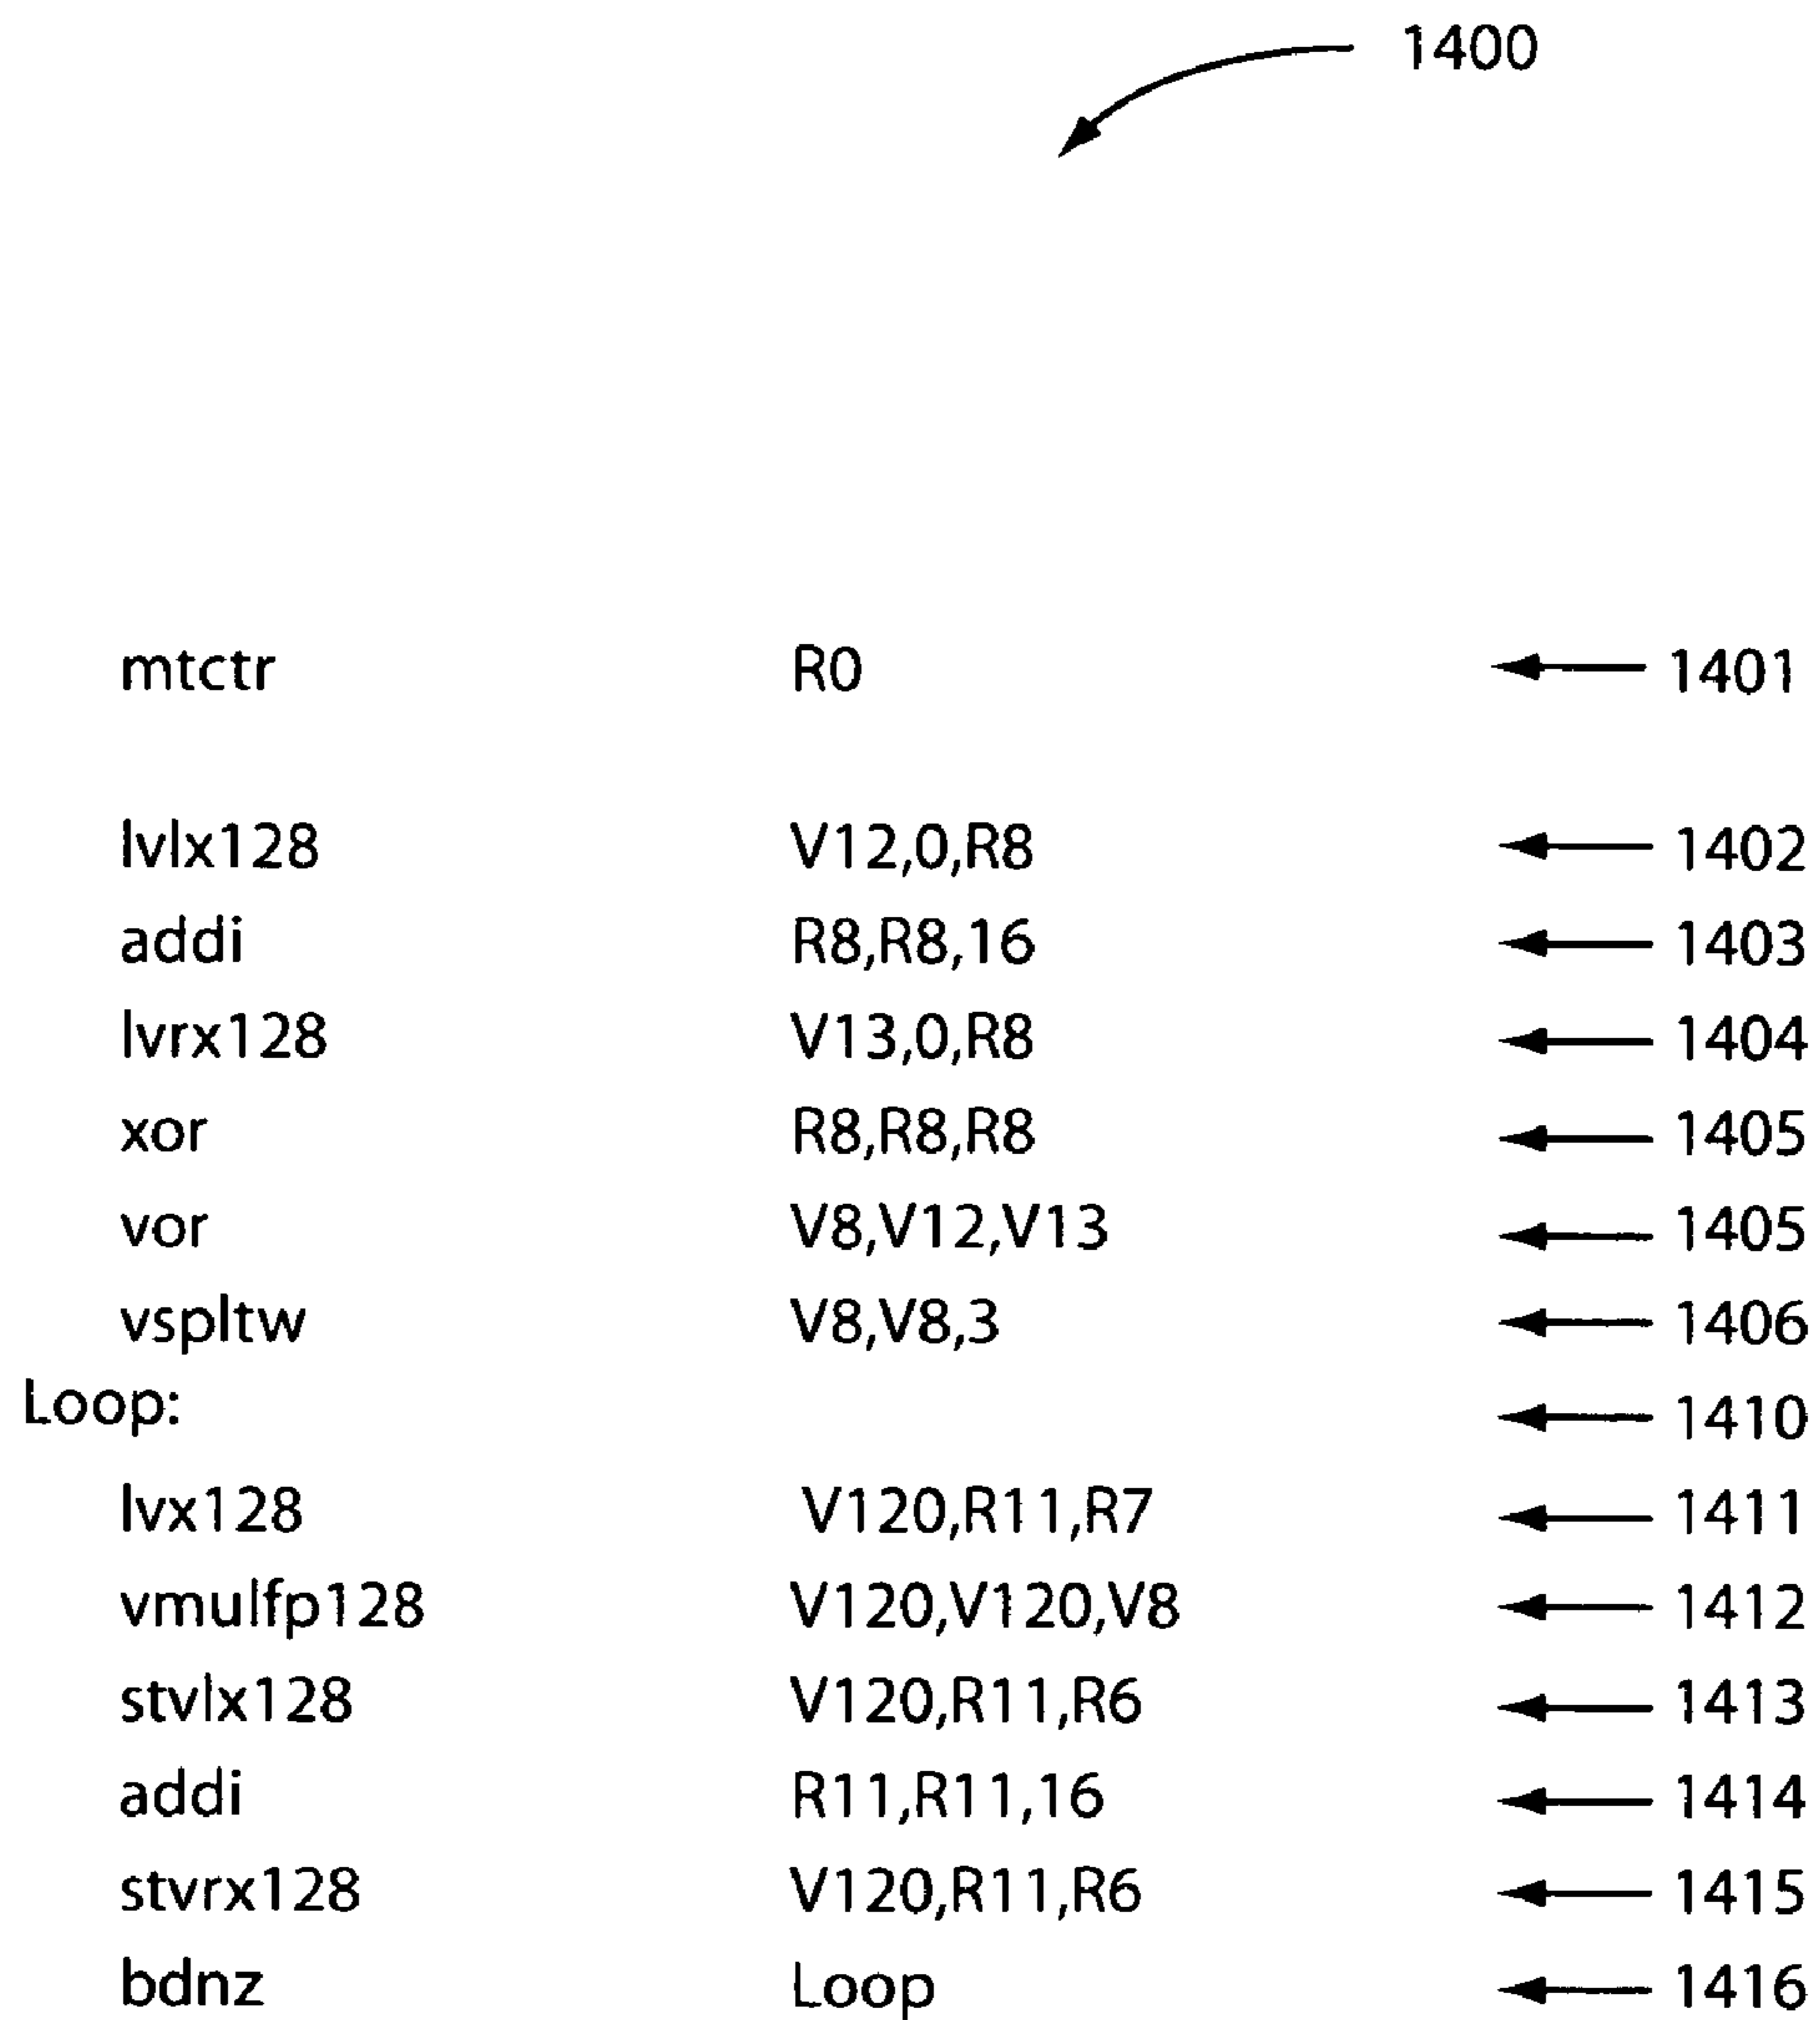 1400
mtctr R0 1401
lvlx128 V12,0,R8 1402
addi R8,R8,16 1403
lvrx128 V13,0,R8 1404
xor R8,R8,R8 1405
vor V8,V12,V13 1405
vspltw V8,V8,3 1406
Loop: 1410
lvx128 V120,R11,R7 1411
vmulfp128 V120,V120,V8 1412
stvlx128 V120,R11,R6 1413
addi R11,R11,16 1414
stvrx128 V120,R11,R6 1415
bdnz Loop 1416